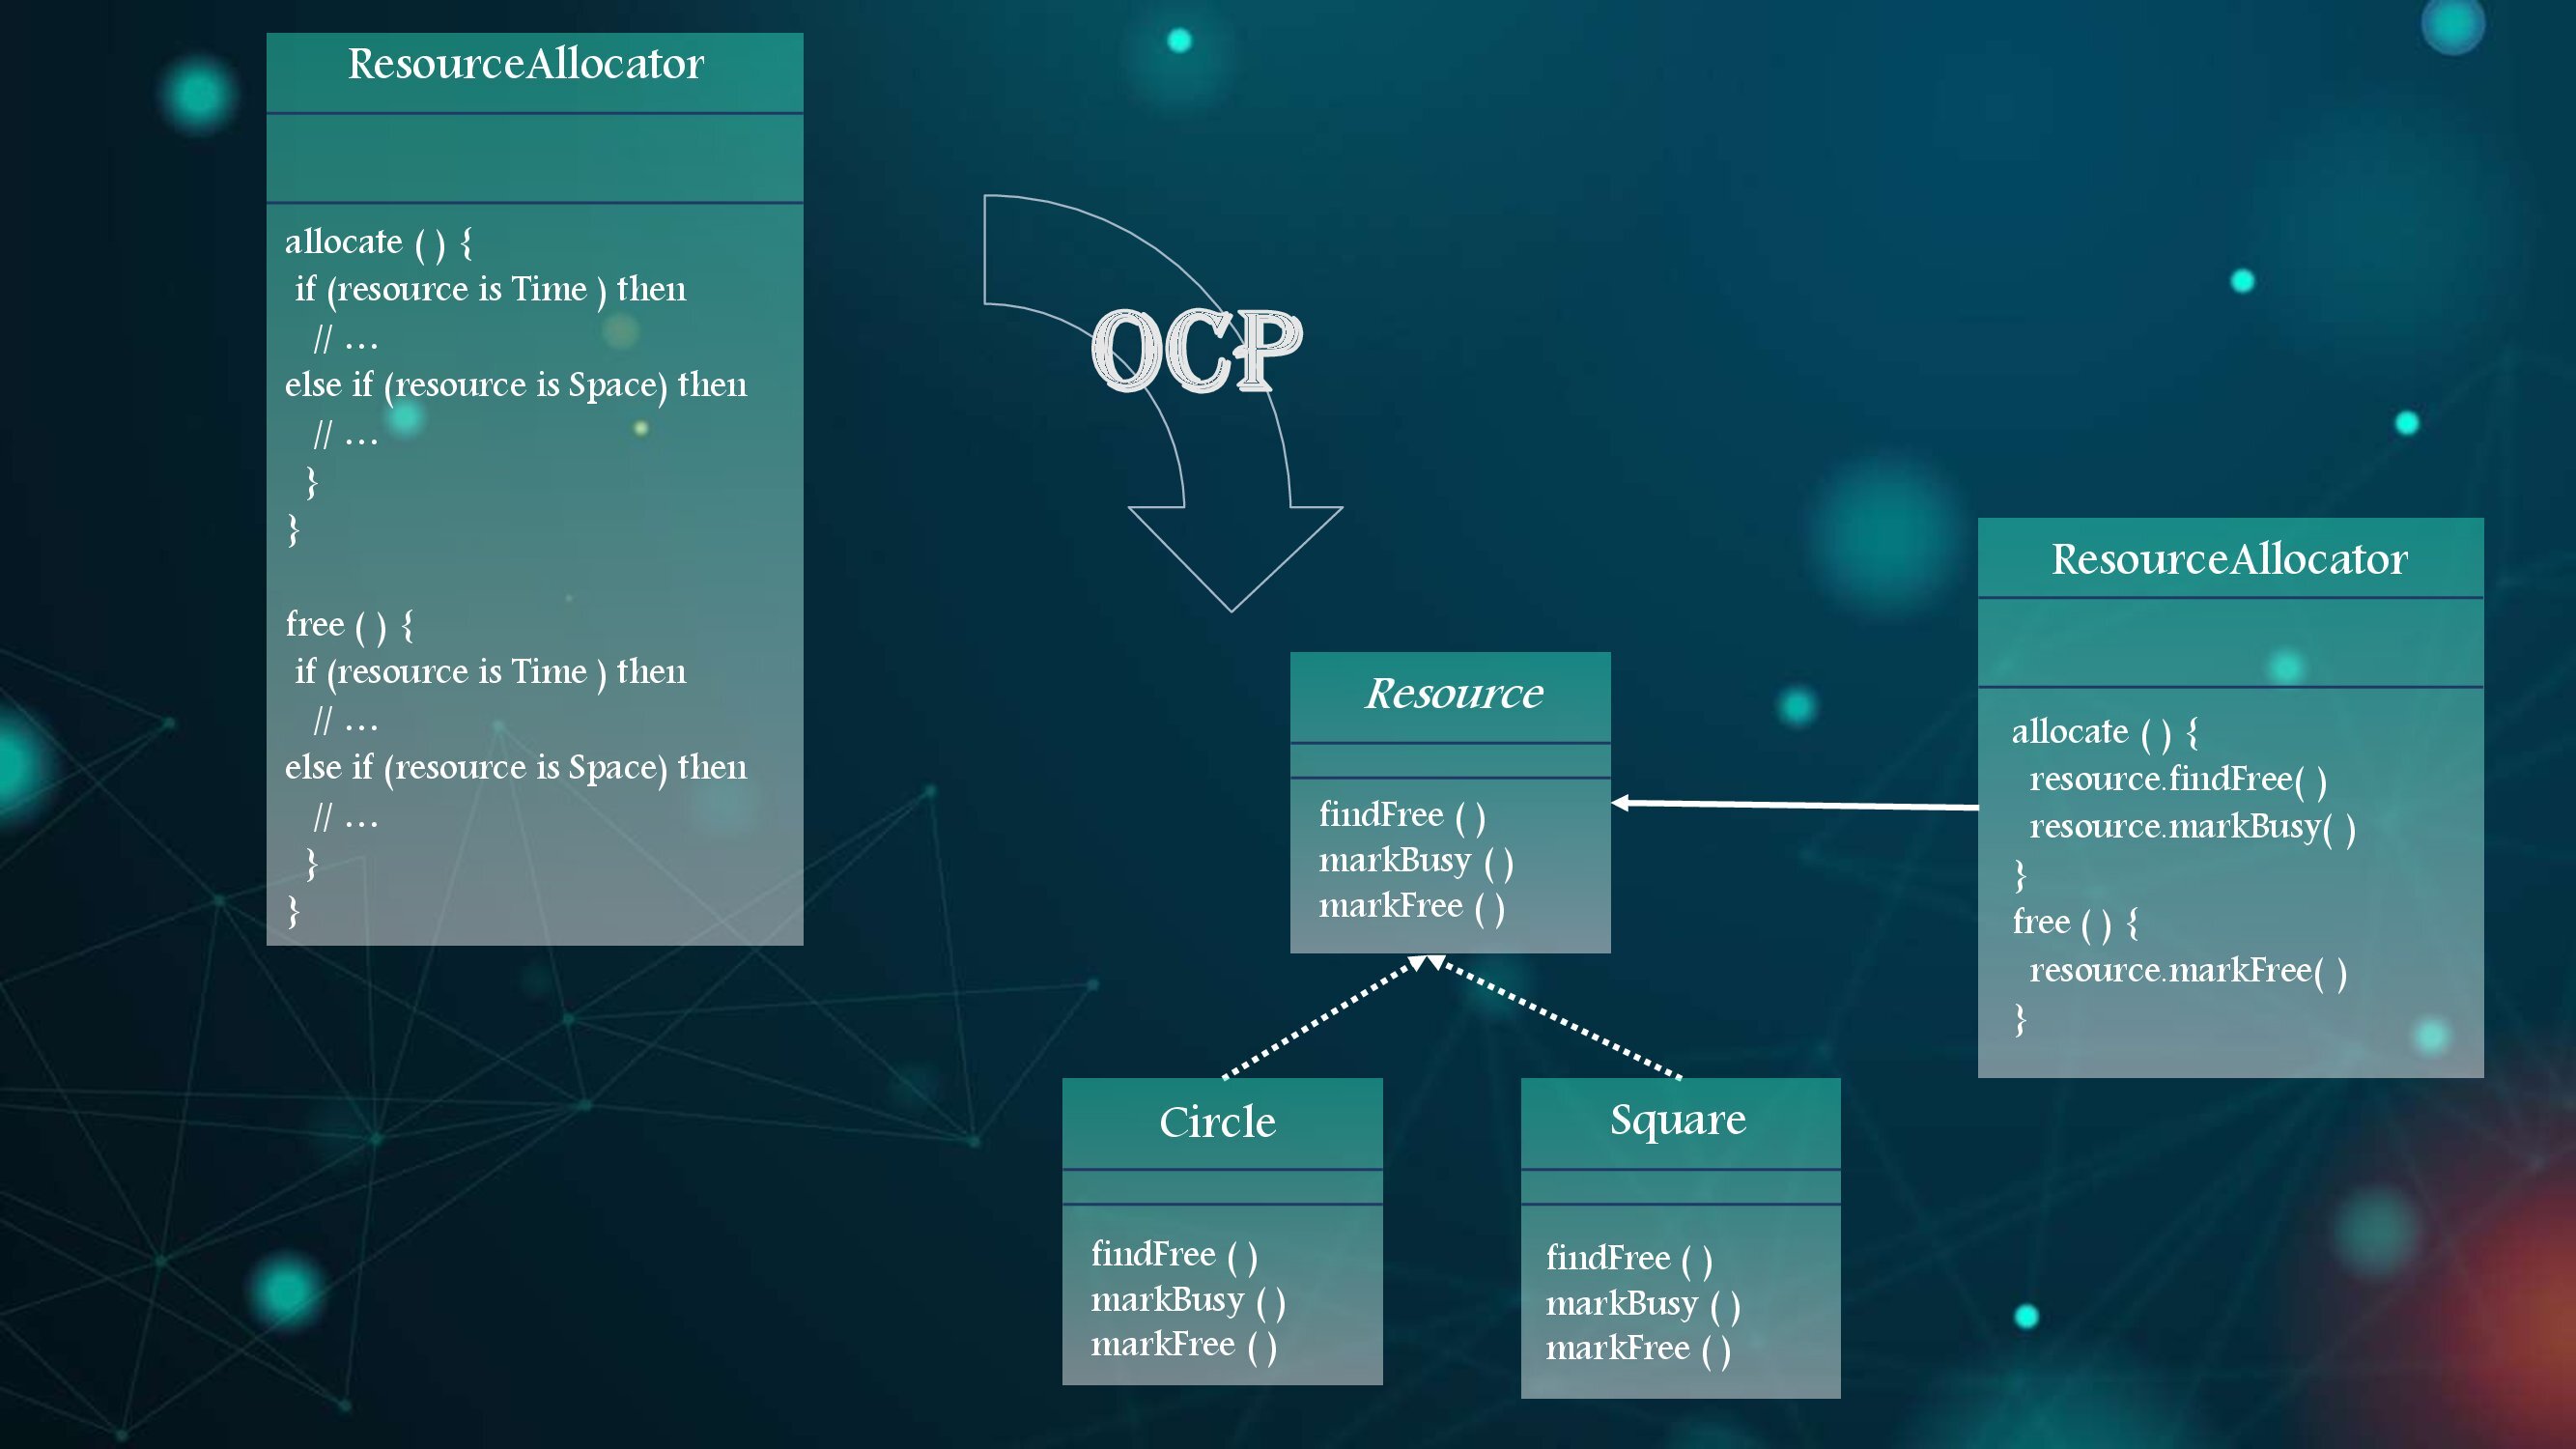 ResourceAllocator
allocate ( ) {
if (resource is Time ) then
// …
else if (resource is Space) then
// …
}
}
free ( ) {
if (resource is Time ) then
// …
else if (resource is Space) then
// …
}
}
OCP
Resource
findFree ( )
markBusy ( )
markFree ( )
ResourceAllocator
allocate ( ) {
resource.findFree( )
resource.markBusy( )
}
free ( ) {
resource.markFree( )
}
Circle
findFree ( )
markBusy ( )
markFree ( )
Square
findFree ( )
markBusy ( )
markFree ( )